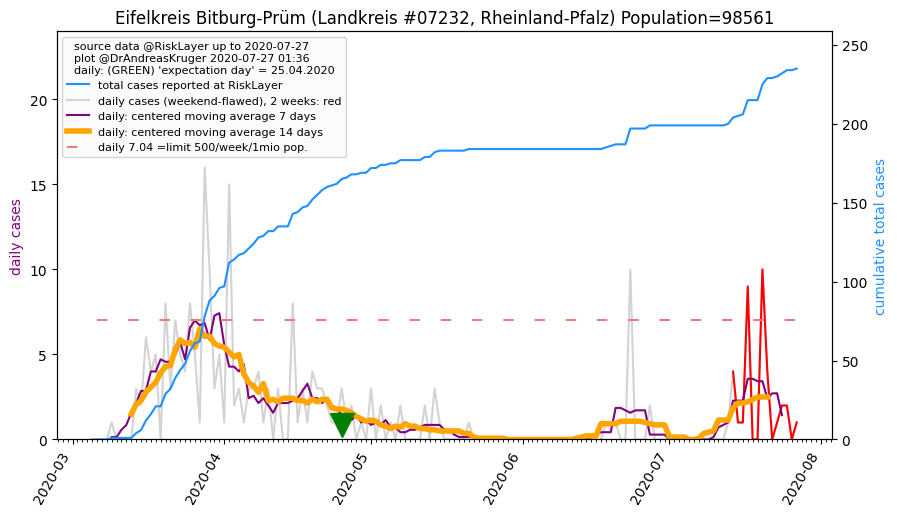 Eifelkreis Bitburg-Prüm (Landkreis #07232, Rheinland-Pfalz) Population=98561
source data @RiskLayer up to 2020-07-27
plot @DrAndreasKruger 2020-07-27 01:36
daily: (GREEN) 'expectation day' = 25.04.2020
total cases reported at RiskLayer
daily cases (weekend-flawed), 2 weeks: red
daily: centered moving average 7 days
daily: centered moving average 14 days
daily 7.04 =limit 500/week/1mio pop.
daily cases
20
15
10
5
0
250
200
150
100
50
0
cumulative total cases
2020-03
2020-04
2020-05
2020-06
2020-07
2020-08